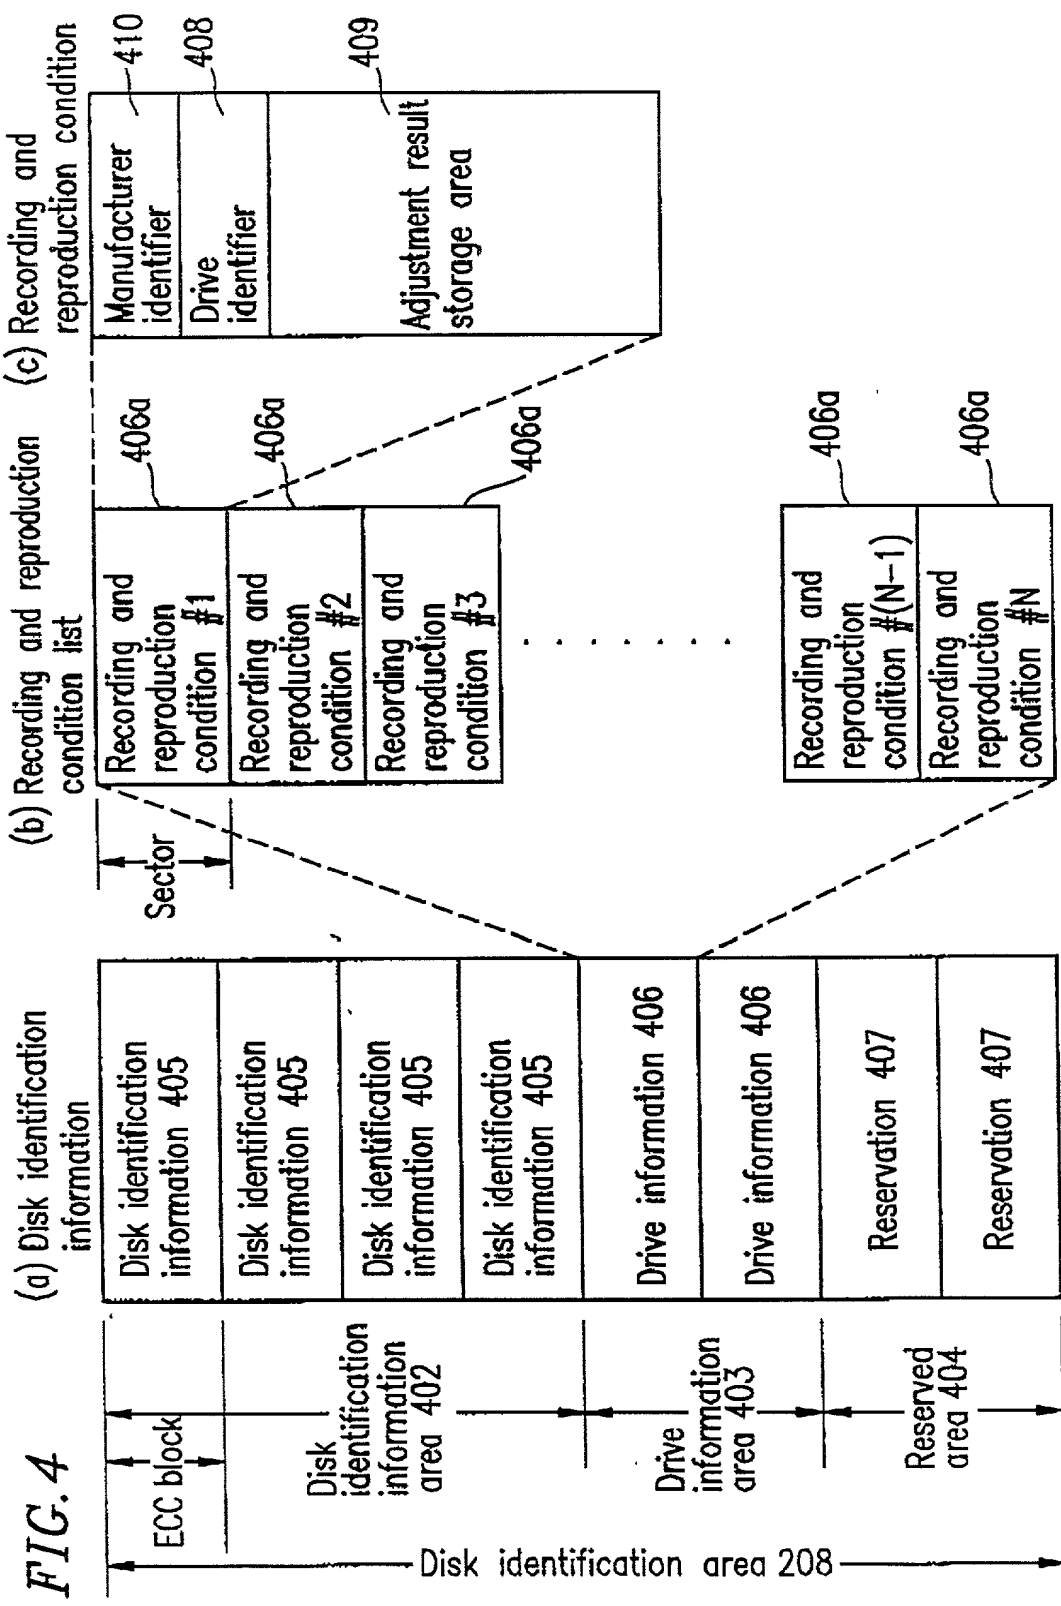 FIG. 4
(a) Disk identification
information
Disk identification
information 405
Disk identification
information 405
Disk identification
information 405
Disk identification
information 405
Drive information 406
Drive information 406
Reservation 407
Reservation 407
ECC block
Disk
identification
information
area 402
Drive
information
area 403
Reserved
area 404
Disk identification area 208
(b) Recording and reproduction
condition list
Sector
Recording and
reproduction
condition #1
406a
Recording and
reproduction
condition #2
406a
Recording and
reproduction
condition #3
406a
Recording and
reproduction
condition #(N-1)
406a
Recording and
reproduction
condition #N
406a
(c) Recording and
reproduction condition
Manufacturer
identifier
410
Drive
identifier
408
Adjustment result
storage area
409